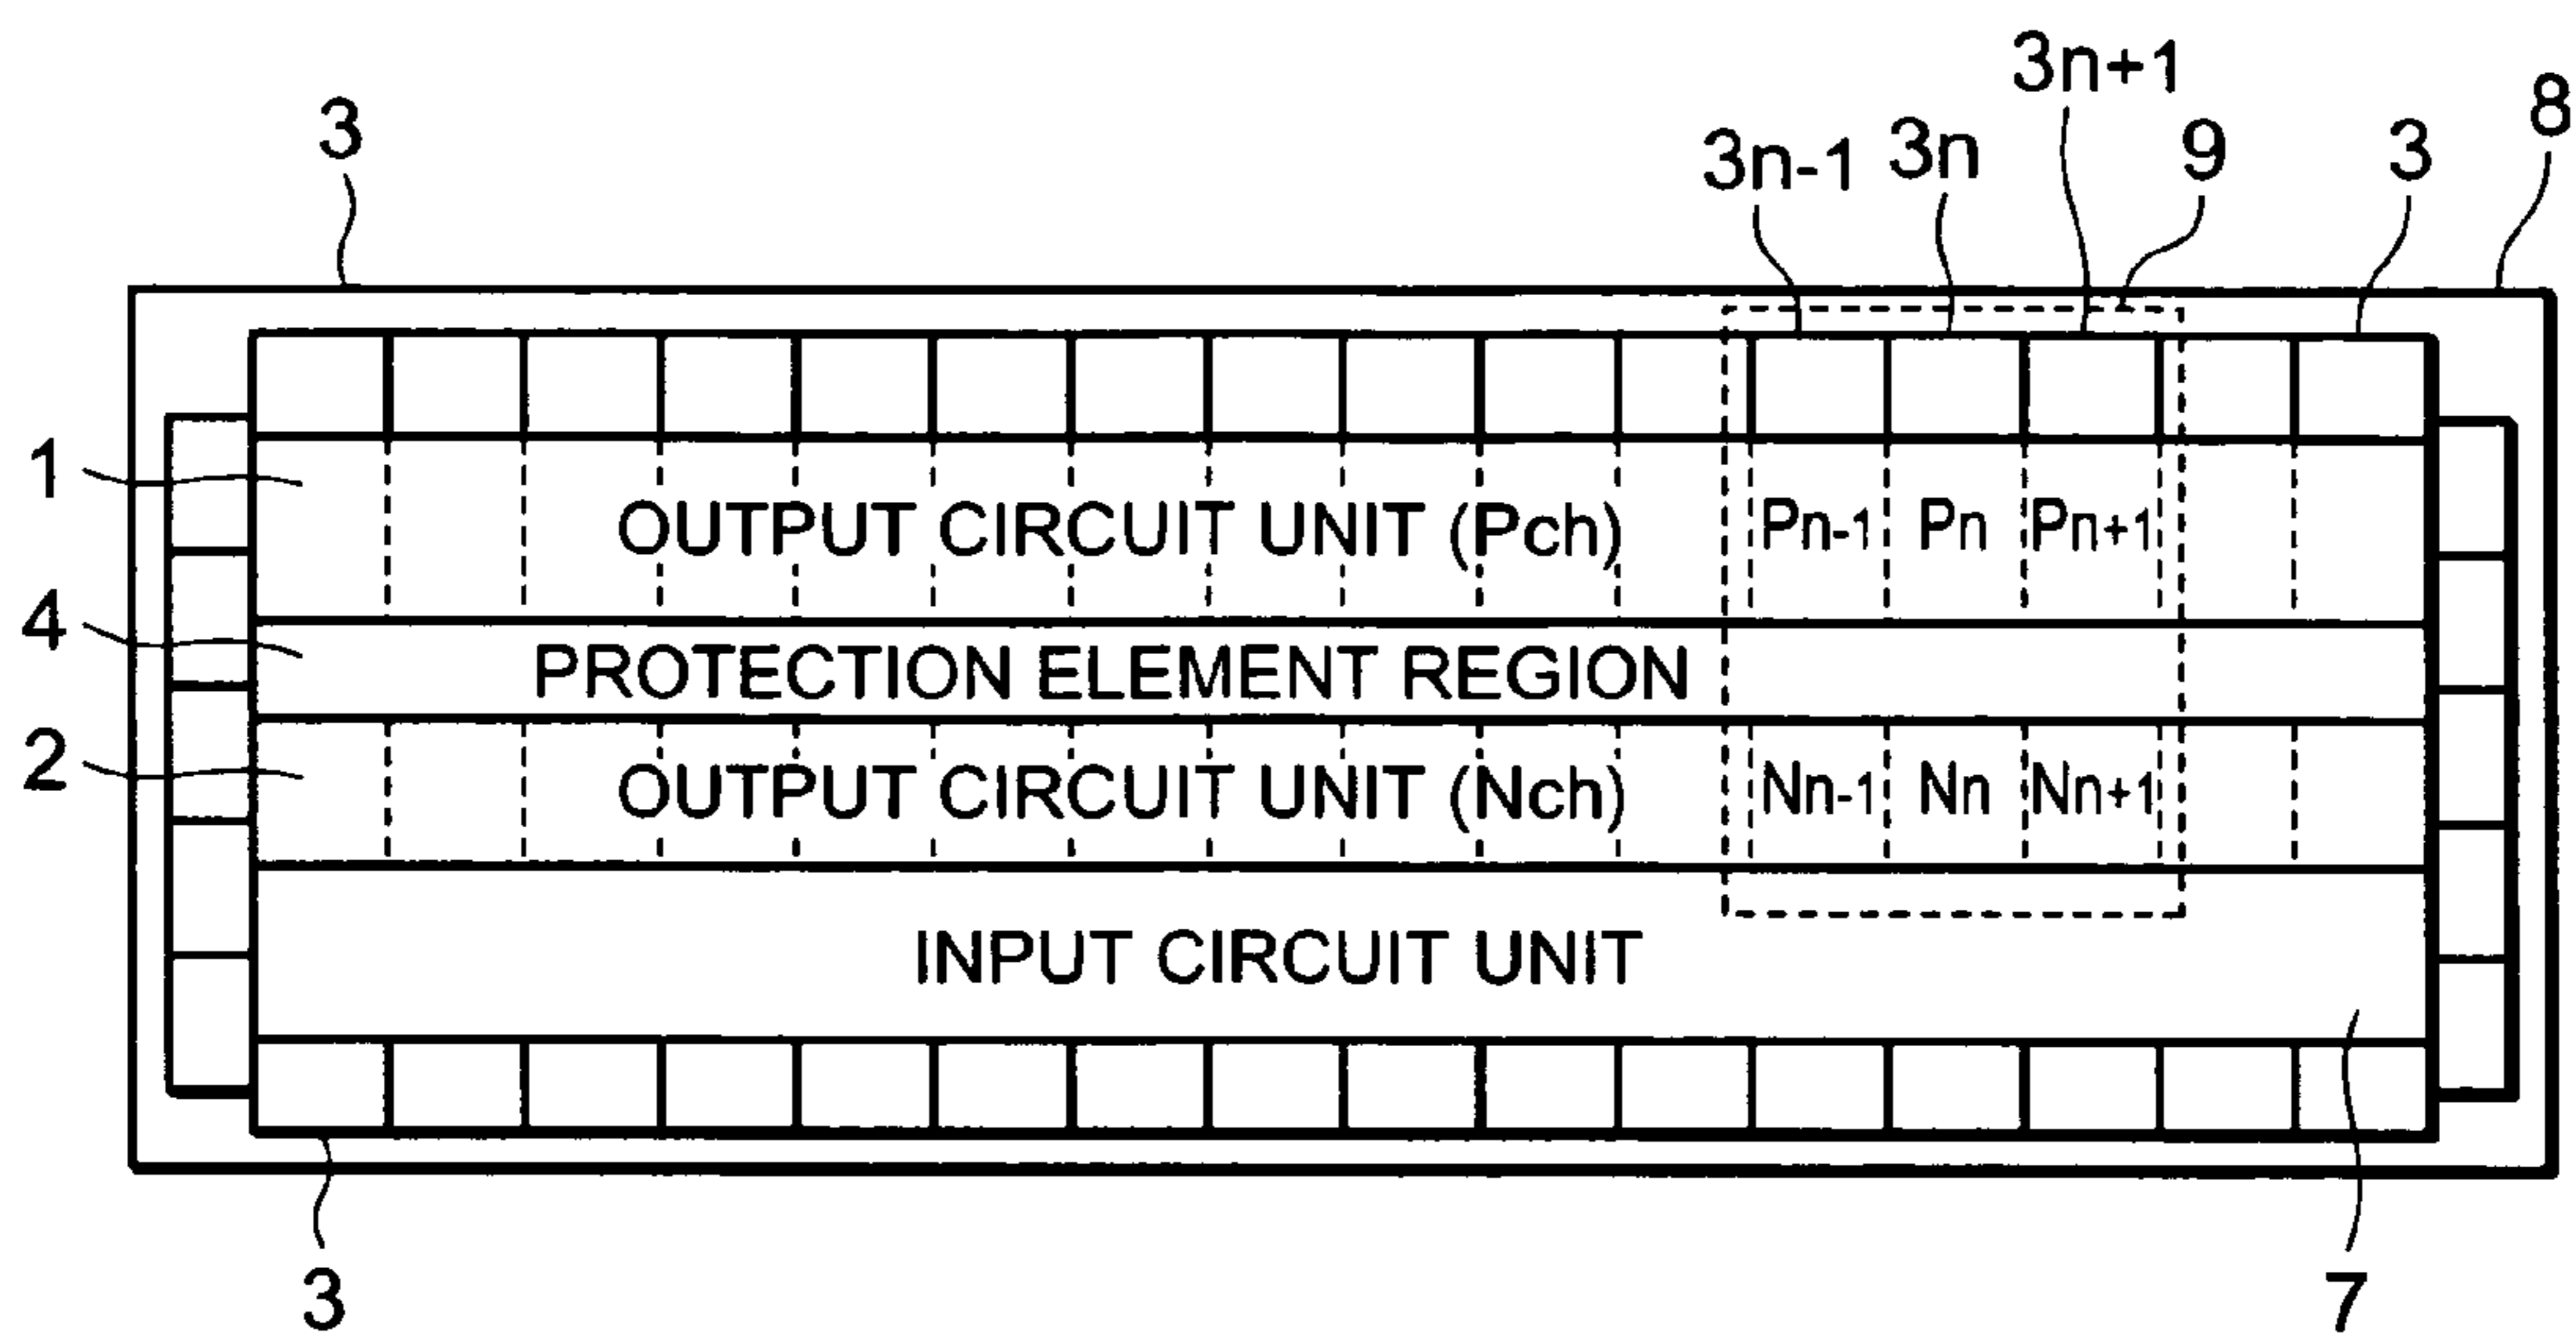 3n+1
8
3
3n-1 3n 9 3
1
OUTPUT CIRCUIT UNIT (Pch) Pn-1 Pn Pn+1
4
PROTECTION ELEMENT REGION
2
OUTPUT CIRCUIT UNIT (Nch) Nn-1 Nn Nn+1
INPUT CIRCUIT UNIT
3
7